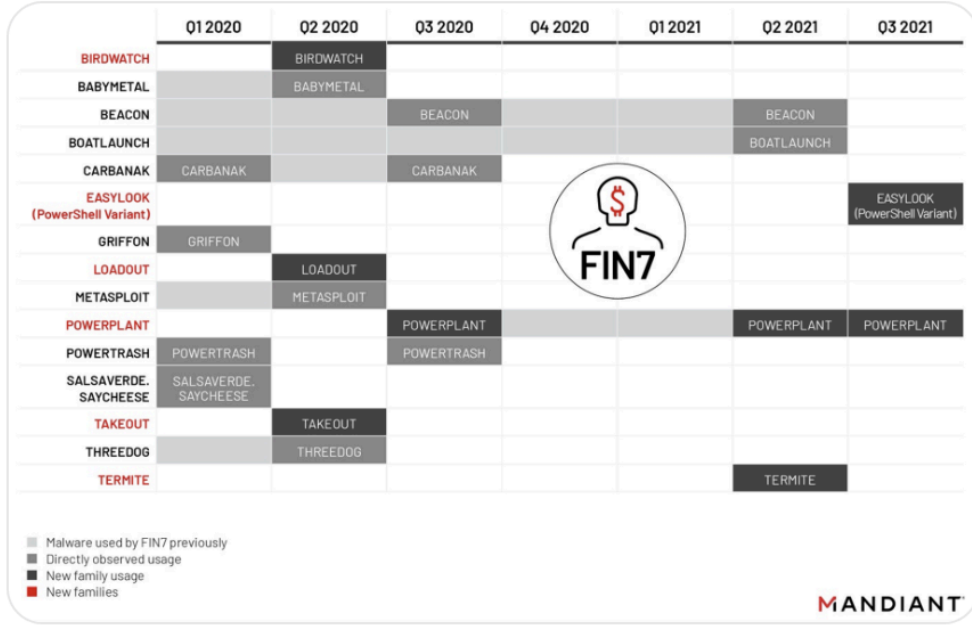 Q1 2020 Q2 2020 Q3 2020 Q4 2020 Q1 2021 Q2 2021 Q3 2021
BIRDWATCH BIRDWATCH
BABYMETAL BABYMETAL
BEACON BEACON BEACON
BOATLAUNCH BOATLAUNCH
CARBANAK CARBANAK CARBANAK
EASYLOOK EASYLOOK
(PowerShell Variant) (PowerShell Variant)
GRIFFON GRIFFON
$
FIN7
LOADOUT LOADOUT
METASPLOIT METASPLOIT
POWERPLANT POWERPLANT POWERPLANT POWERPLANT
POWERTRASH POWERTRASH POWERTRASH
SALSAVERDE. SALSAVERDE.
SAYCHEESE SAYCHEESE
TAKEOUT TAKEOUT
THREEDOG THREEDOG
TERMITE TERMITE
Malware used by FIN7 previously
Directly observed usage
New family usage
New families
MANDIANT